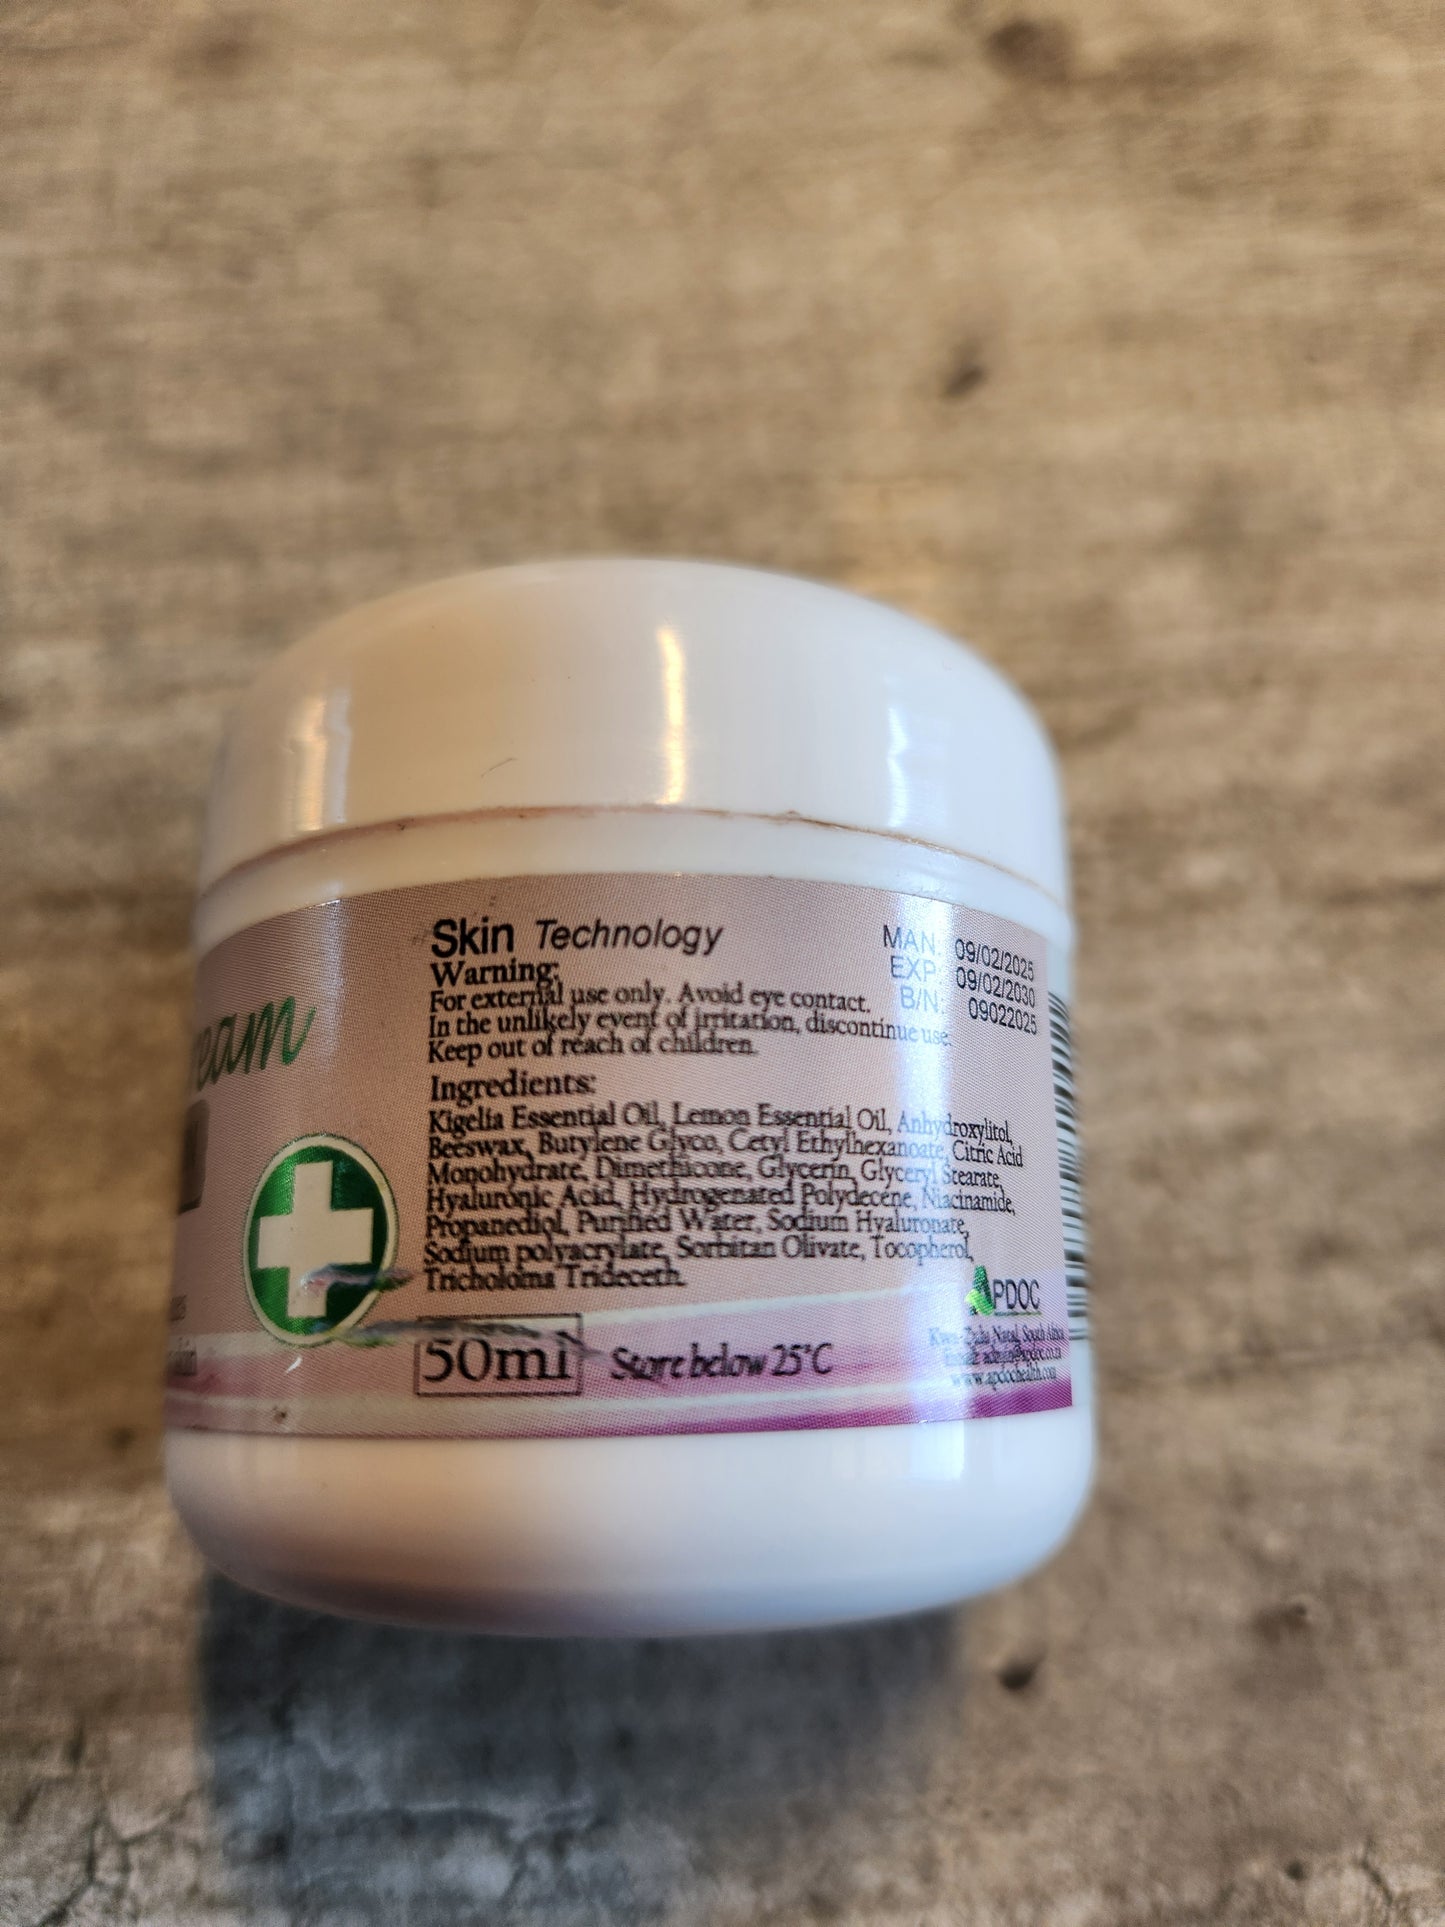 Skin Technology
Warning:
For external use only. Avoid eye contact.
In the unlikely event of irritation, discontinue use.
Keep out of reach of children.
MAN: 09/02/2025
EXP: 09/02/2030
B/N: 09022025
Ingredients:
Kigelia Essential Oil, Lemon Essential Oil, Anhydroxylitol,
Beeswax, Butylene Glyco, Cetyl Ethylhexanoate, Citric Acid
Monohydrate, Dimethicone, Glycerin, Glyceryl Stearate,
Hyaluronic Acid, Hydrogenated Polydecene, Niacinamide,
Propanediol, Purified Water, Sodium Hyaluronate,
Sodium polyacrylate, Sorbitan Olivate, Tocopherol,
Tricholoma Trideceth.
50ml Store below 25°C
APDOC
Natal, South Africa
www.apdochealth.com